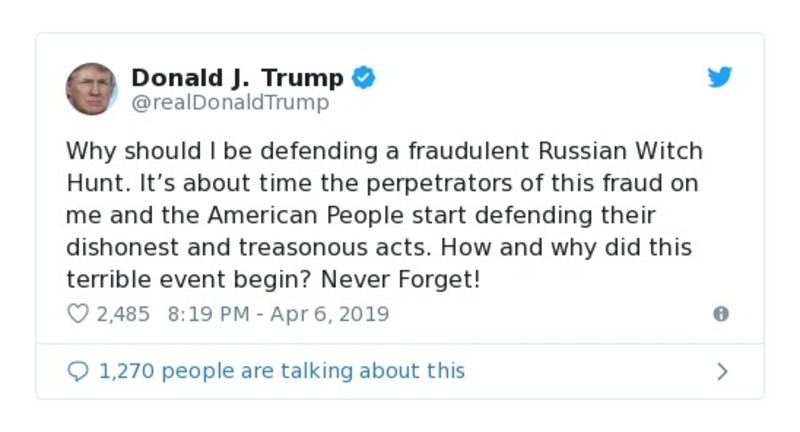 Donald J. Trump
@realDonaldTrump
Why should I be defending a fraudulent Russian Witch
Hunt. It’s about time the perpetrators of this fraud on
me and the American People start defending their
dishonest and treasonous acts. How and why did this
terrible event begin? Never Forget!
2,485 8:19 PM - Apr 6, 2019
1,270 people are talking about this